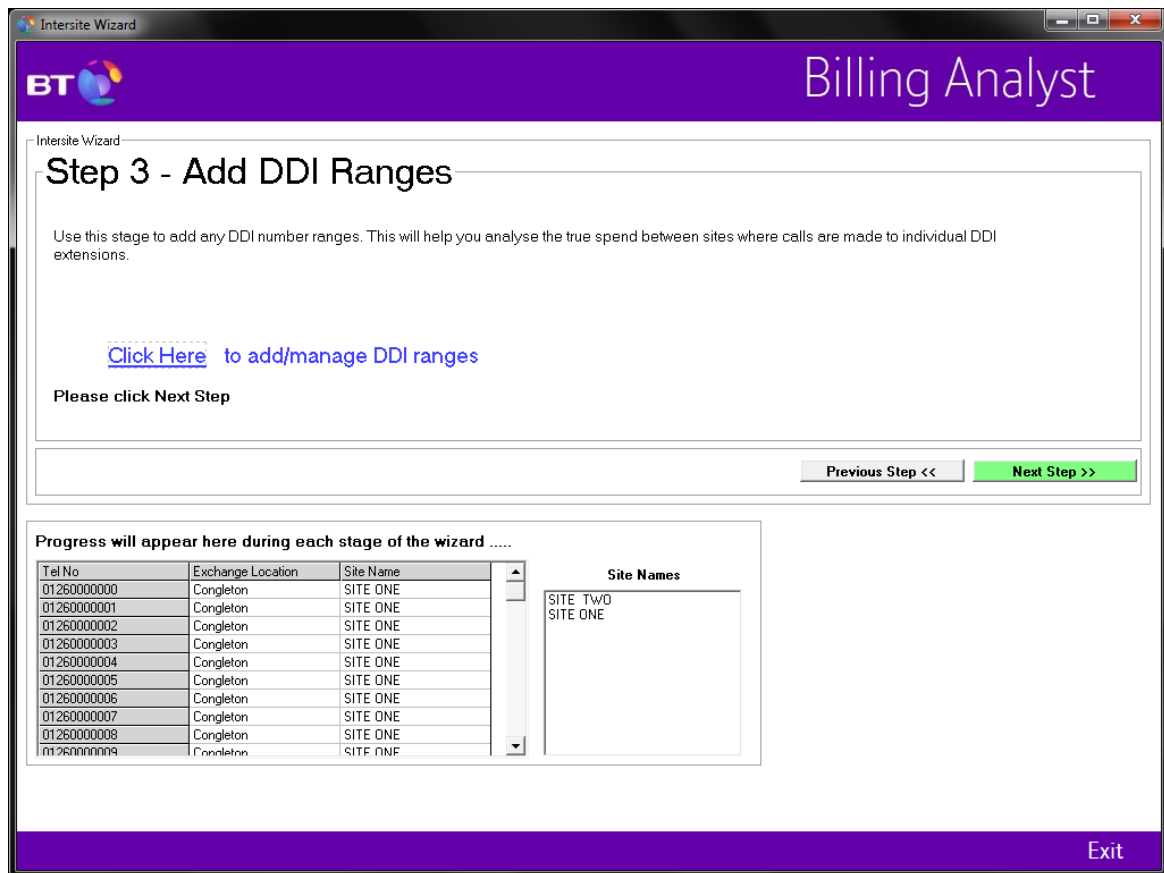 Intersite Wizard
BT
Billing Analyst
Intersite Wizard
Step 3 - Add DDI Ranges
Use this stage to add any DDI number ranges. This will help you analyse the true spend between sites where calls are made to individual DDI
extensions.
Click Here to add/manage DDI ranges
Please click Next Step
Previous Step <<
Next Step >>
Progress will appear here during each stage of the wizard .....
Tel No Exchange Location Site Name
01260000000 Congleton SITE ONE
01260000001 Congleton SITE ONE
01260000002 Congleton SITE ONE
01260000003 Congleton SITE ONE
01260000004 Congleton SITE ONE
01260000005 Congleton SITE ONE
01260000006 Congleton SITE ONE
01260000007 Congleton SITE ONE
01260000008 Congleton SITE ONE
01260000009 Congleton SITE ONE
Site Names
SITE TWO
SITE ONE
Exit